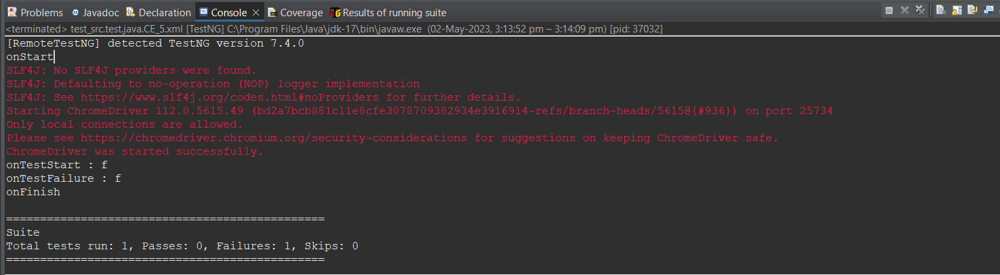 Problems @ Javadoc Declaration Console Coverage Results of running suite
<terminated> test_src.test.java.CE_5.xml [TestNG] C:\Program Files\Java\jdk-17\bin\javaw.exe (02-May-2023, 3:13:52 pm – 3:14:09 pm) [pid: 37032]
[RemoteTestNG] detected TestNG version 7.4.0
onStart
SLF4J: No SLF4J providers were found.
SLF4J: Defaulting to no-operation (NOP) logger implementation
SLF4J: See https://www.slf4j.org/codes.html#noProviders for further details.
Starting ChromeDriver 112.0.5615.49 (bd2a7bcb881c11e8cfe3078709382934e3916914-refs/branch-heads/5615@{#936}) on port 25734
Only local connections are allowed.
Please see https://chromedriver.chromium.org/security-considerations for suggestions on keeping ChromeDriver safe.
ChromeDriver was started successfully.
onTestStart : f
onTestFailure : f
onFinish
===============================================
Suite
Total tests run: 1, Passes: 0, Failures: 1, Skips: 0
===============================================